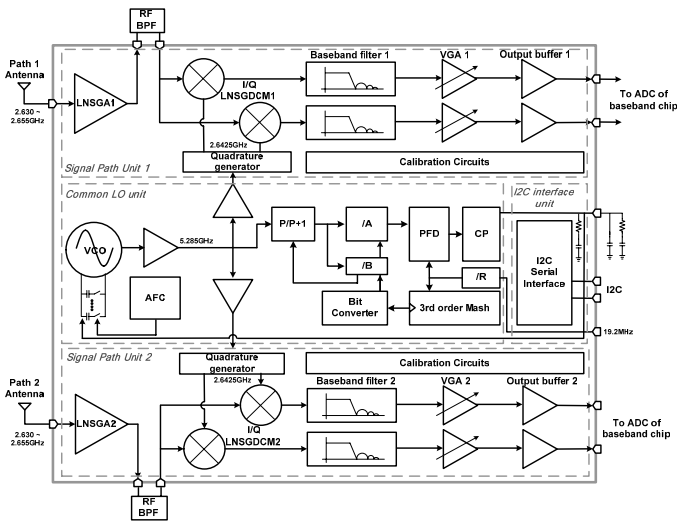 RF
BPF
Path 1
Antenna
2.630 ~
2.655GHz
LNSGA1
I/Q
LNSGDCM1
2.6425GHz
Quadrature
generator
Baseband filter 1
VGA 1
Output buffer 1
To ADC of
baseband chip
Calibration Circuits
Signal Path Unit 1
Common LO unit
I2C interface
unit
VCO
5.285GHz
AFC
P/P+1
/A
/B
PFD
CP
/R
Bit
Converter
3rd order Mash
I2C
Serial
Interface
I2C
19.2MHz
Signal Path Unit 2
Quadrature
generator
2.6425GHz
Calibration Circuits
Baseband filter 2
VGA 2
Output buffer 2
Path 2
Antenna
2.630 ~
2.655GHz
LNSGA2
I/Q
LNSGDCM2
To ADC of
baseband chip
RF
BPF